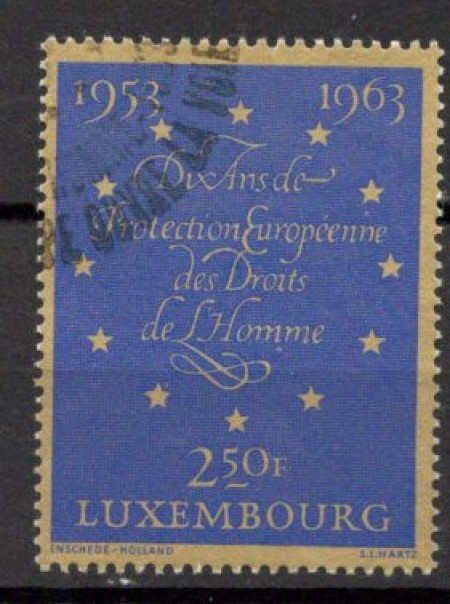 1953 1963
Dix Ans de
Protection Européenne
des Droits
de L'Homme
2.50F
LUXEMBOURG
ENSCHEDÉ-HOLLAND S.L.HARTZ